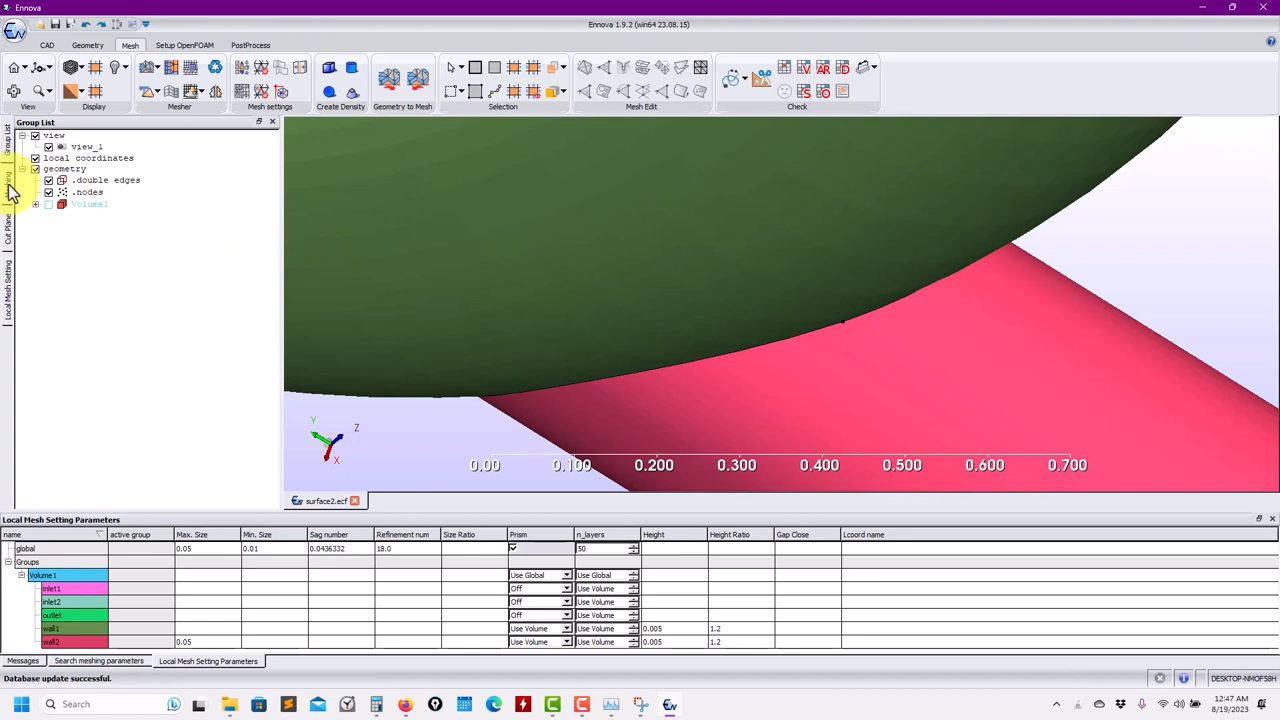 Ennova
Ennova 1.9.2 (win64 23.08.15)
CAD Geometry Mesh Setup OpenFOAM PostProcess
View Display Mesher Mesh settings Create Density Geometry to Mesh Selection Mesh Edit Check
Group List
Group List
view
view_1
local coordinates
geometry
.double edges
.nodes
Volume1
Cut Plane
Local Mesh Setting
Y Z X
0.00 0.100 0.200 0.300 0.400 0.500 0.600 0.700
surface2.ecf
Local Mesh Setting Parameters
name active group Max. Size Min. Size Sag number Refinement num Size Ratio Prism n_layers Height Height Ratio Gap Close Lcoord name
global 0.05 0.01 0.0436332 18.0 50
Groups
Volume1 Use Global Use Global
inlet1 Off Use Volume
inlet2 Off Use Volume
outlet Off Use Volume
wall1 Use Volume Use Volume 0.005 1.2
wall2 0.05 Use Volume Use Volume 0.005 1.2
Messages Search meshing parameters Local Mesh Setting Parameters
Database update successful. DESKTOP-NMOF58H
Search 12:47 AM
8/19/2023